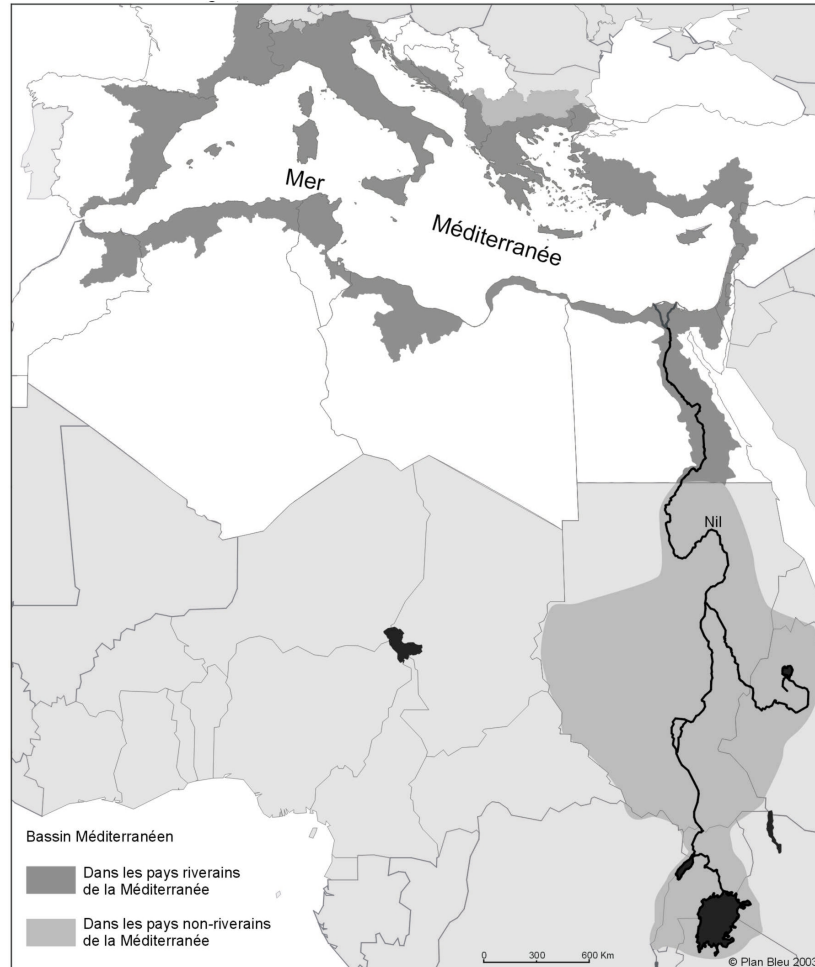 Mer
Méditerranée
Nil
Bassin Méditerranéen
Dans les pays riverains
de la Méditerranée
Dans les pays non-riverains
de la Méditerranée
0 300 600 Km
© Plan Bleu 2003